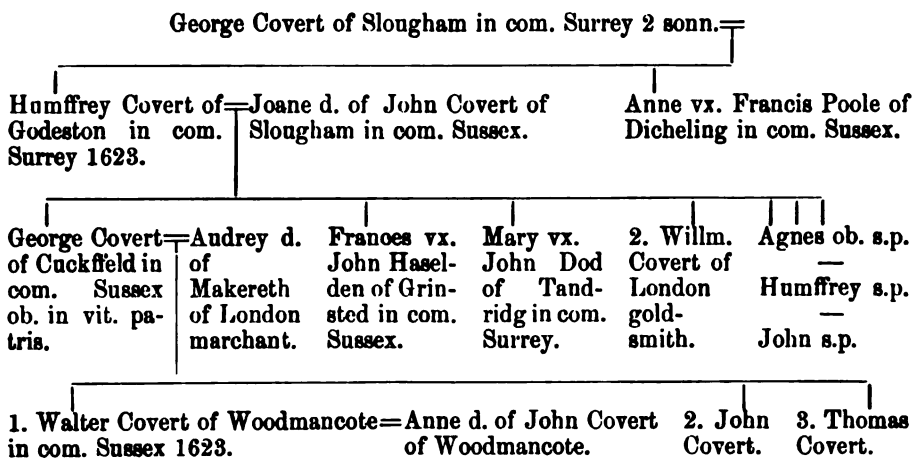 George Covert of Slougham in com. Surrey 2 sonn.=
Humffrey Covert of=Joane d. of John Covert of
Godeston in com. Slougham in com. Sussex.
Surrey 1623.
Anne vx. Francis Poole of
Dicheling in com. Sussex.
George Covert=Audrey d.
of Cuckffeld in of
com. Sussex Makereth
ob. in vit. pa- of London
tris. marchant.
Frances vx.
John Hasel-
den of Grin-
sted in com.
Sussex.
Mary vx.
John Dod
of Tand-
ridg in com.
Surrey.
2. Willm.
Covert of
London
gold-
smith.
Agnes ob. s.p.
—
Humffrey s.p.
—
John s.p.
1. Walter Covert of Woodmancote=Anne d. of John Covert
in com. Sussex 1623. of Woodmancote.
2. John
Covert.
3. Thomas
Covert.